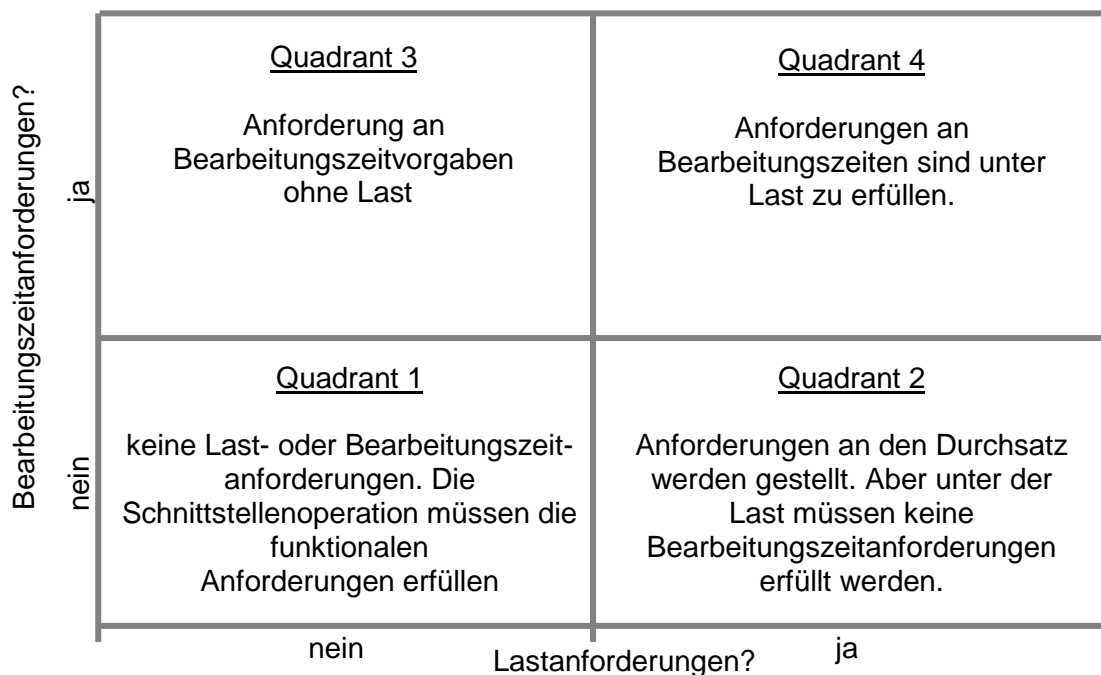 Bearbeitungszeitanforderungen?
ja
nein
Quadrant 3
Anforderung an
Bearbeitungszeitvorgaben
ohne Last
Quadrant 4
Anforderungen an
Bearbeitungszeiten sind unter
Last zu erfüllen.
Quadrant 1
keine Last- oder Bearbeitungszeit-
anforderungen. Die
Schnittstellenoperation müssen die
funktionalen
Anforderungen erfüllen
Quadrant 2
Anforderungen an den Durchsatz
werden gestellt. Aber unter der
Last müssen keine
Bearbeitungszeitanforderungen
erfüllt werden.
nein
Lastanforderungen?
ja